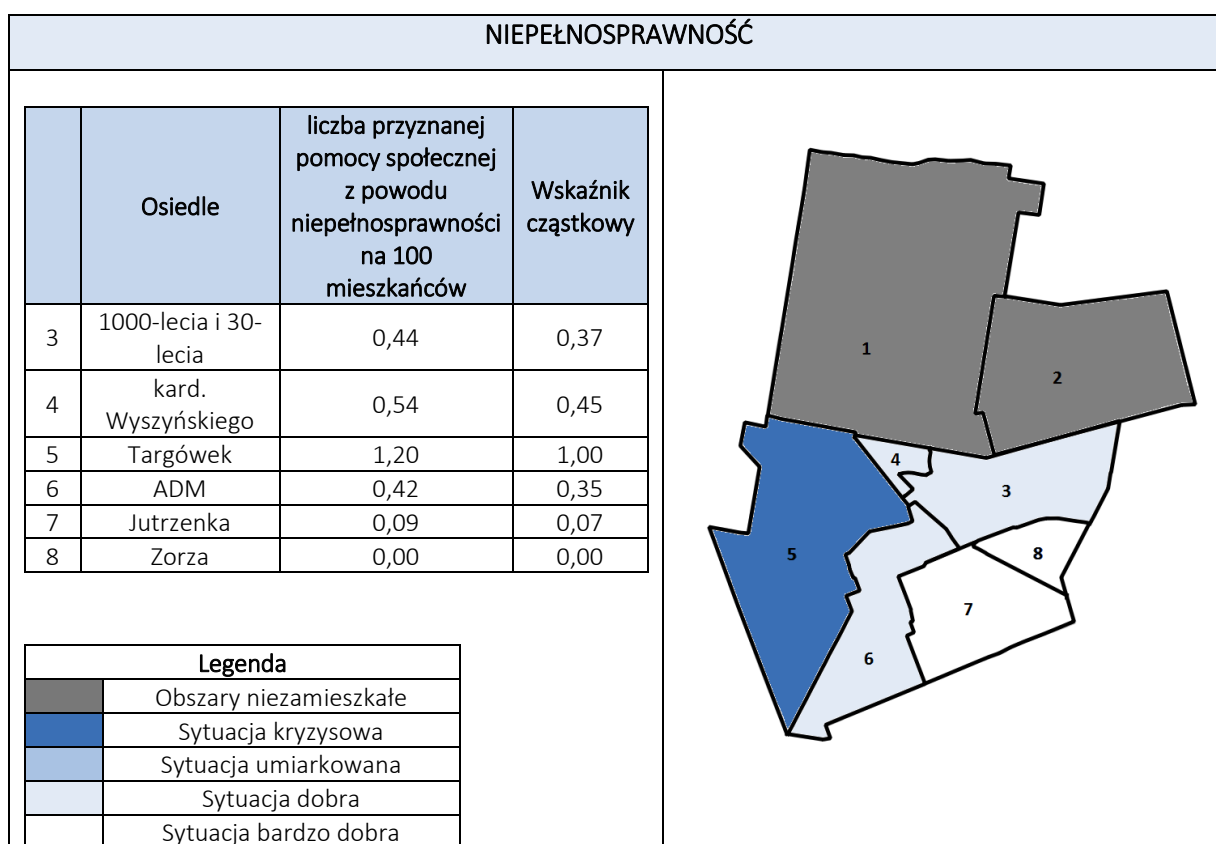 NIEPEŁNOSPRAWNOŚĆ
Osiedle
liczba przyznanej
pomocy społecznej
z powodu
niepełnosprawności
na 100
mieszkańców
Wskaźnik
cząstkowy
3 1000-lecia i 30-
lecia 0,44 0,37
4 kard.
Wyszyńskiego 0,54 0,45
5 Targówek 1,20 1,00
6 ADM 0,42 0,35
7 Jutrzenka 0,09 0,07
8 Zorza 0,00 0,00
Legenda
Obszary niezamieszkałe
Sytuacja kryzysowa
Sytuacja umiarkowana
Sytuacja dobra
Sytuacja bardzo dobra
1
2
4
3
5
8
7
6